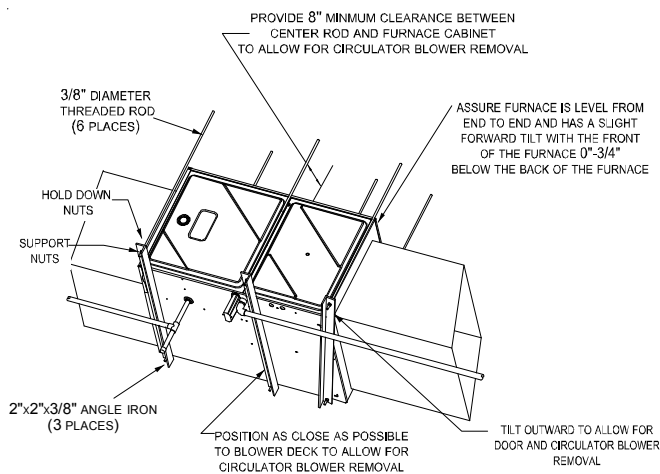 PROVIDE 8" MINMUM CLEARANCE BETWEEN
CENTER ROD AND FURNACE CABINET
TO ALLOW FOR CIRCULATOR BLOWER REMOVAL
3/8" DIAMETER
THREADED ROD
(6 PLACES)
ASSURE FURNACE IS LEVEL FROM
END TO END AND HAS A SLIGHT
FORWARD TILT WITH THE FRONT
OF THE FURNACE 0"-3/4"
BELOW THE BACK OF THE FURNACE
HOLD DOWN
NUTS
SUPPORT
NUTS
2"x2"x3/8" ANGLE IRON
(3 PLACES)
POSITION AS CLOSE AS POSSIBLE
TO BLOWER DECK TO ALLOW FOR
CIRCULATOR BLOWER REMOVAL
TILT OUTWARD TO ALLOW FOR
DOOR AND CIRCULATOR BLOWER
REMOVAL